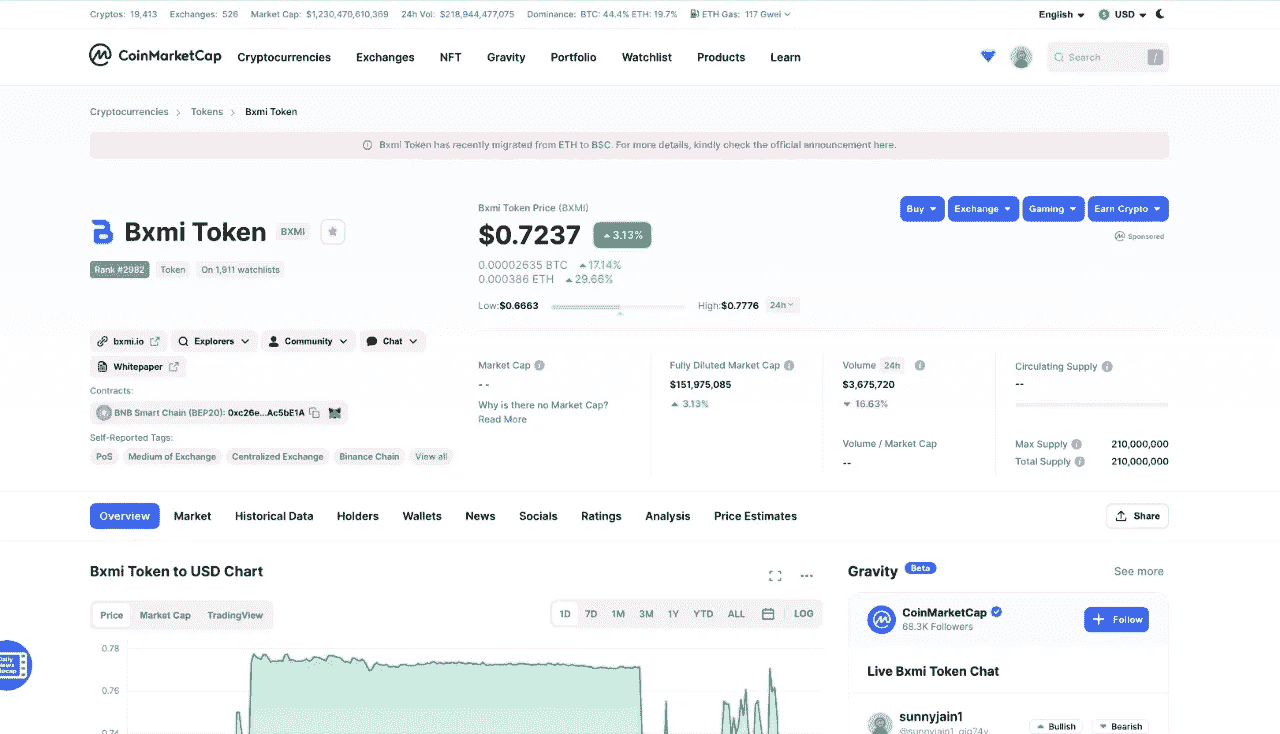 Cryptos: 19,413 Exchanges: 526 Market Cap: $1,230,470,610,369 24h Vol: $218,944,477,075 Dominance: BTC: 44.4% ETH: 19.7% ETH Gas: 117 Gwei English USD
CoinMarketCap Cryptocurrencies Exchanges NFT Gravity Portfolio Watchlist Products Learn Search /
Cryptocurrencies > Tokens > Bxmi Token
Bxmi Token has recently migrated from ETH to BSC. For more details, kindly check the official announcement here.
Bxmi Token Price (BXMI)
Buy Exchange Gaming Earn Crypto
Bxmi Token BXMI
$0.7237 3.13%
Sponsored
Rank #2982 Token On 1,911 watchlists
0.00002635 BTC 17.14%
0.000386 ETH 29.66%
Low:$0.6663 High:$0.7776 24h
bxmi.io Explorers Community Chat
Whitepaper
Contracts:
BNB Smart Chain (BEP20): 0xc26e...Ac5bE1A
Self-Reported Tags:
PoS Medium of Exchange Centralized Exchange Binance Chain View all
Market Cap
- -
Why is there no Market Cap?
Read More
Fully Diluted Market Cap
$151,975,085
3.13%
Volume 24h
$3,675,720
16.63%
Volume / Market Cap
--
Circulating Supply
--
Max Supply 210,000,000
Total Supply 210,000,000
Overview Market Historical Data Holders Wallets News Socials Ratings Analysis Price Estimates Share
Bxmi Token to USD Chart
Price Market Cap TradingView 1D 7D 1M 3M 1Y YTD ALL LOG
0.78
0.76
0.74
Daily
News
Recap
Gravity Beta See more
CoinMarketCap
68.3K Followers
Follow
Live Bxmi Token Chat
sunnyjain1
Bullish Bearish